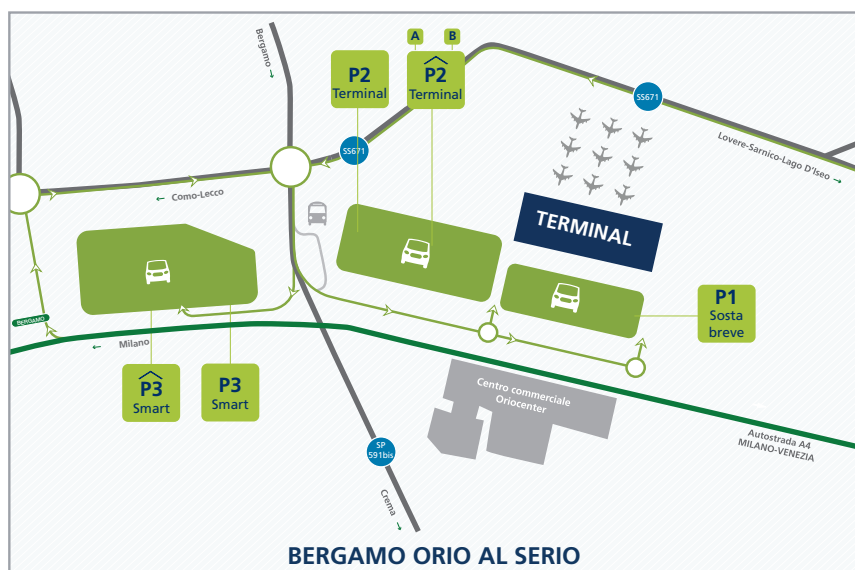 A
B
Bergamo
P2
Terminal
P2
Terminal
SS671
SS671
Lovere-Sarnico-Lago D'Iseo
Como-Lecco
TERMINAL
P1
Sosta
breve
BERGAMO
Milano
P3
Smart
P3
Smart
Centro commerciale
Oriocenter
Autostrada A4
MILANO-VENEZIA
SP
591bis
Crema
BERGAMO ORIO AL SERIO